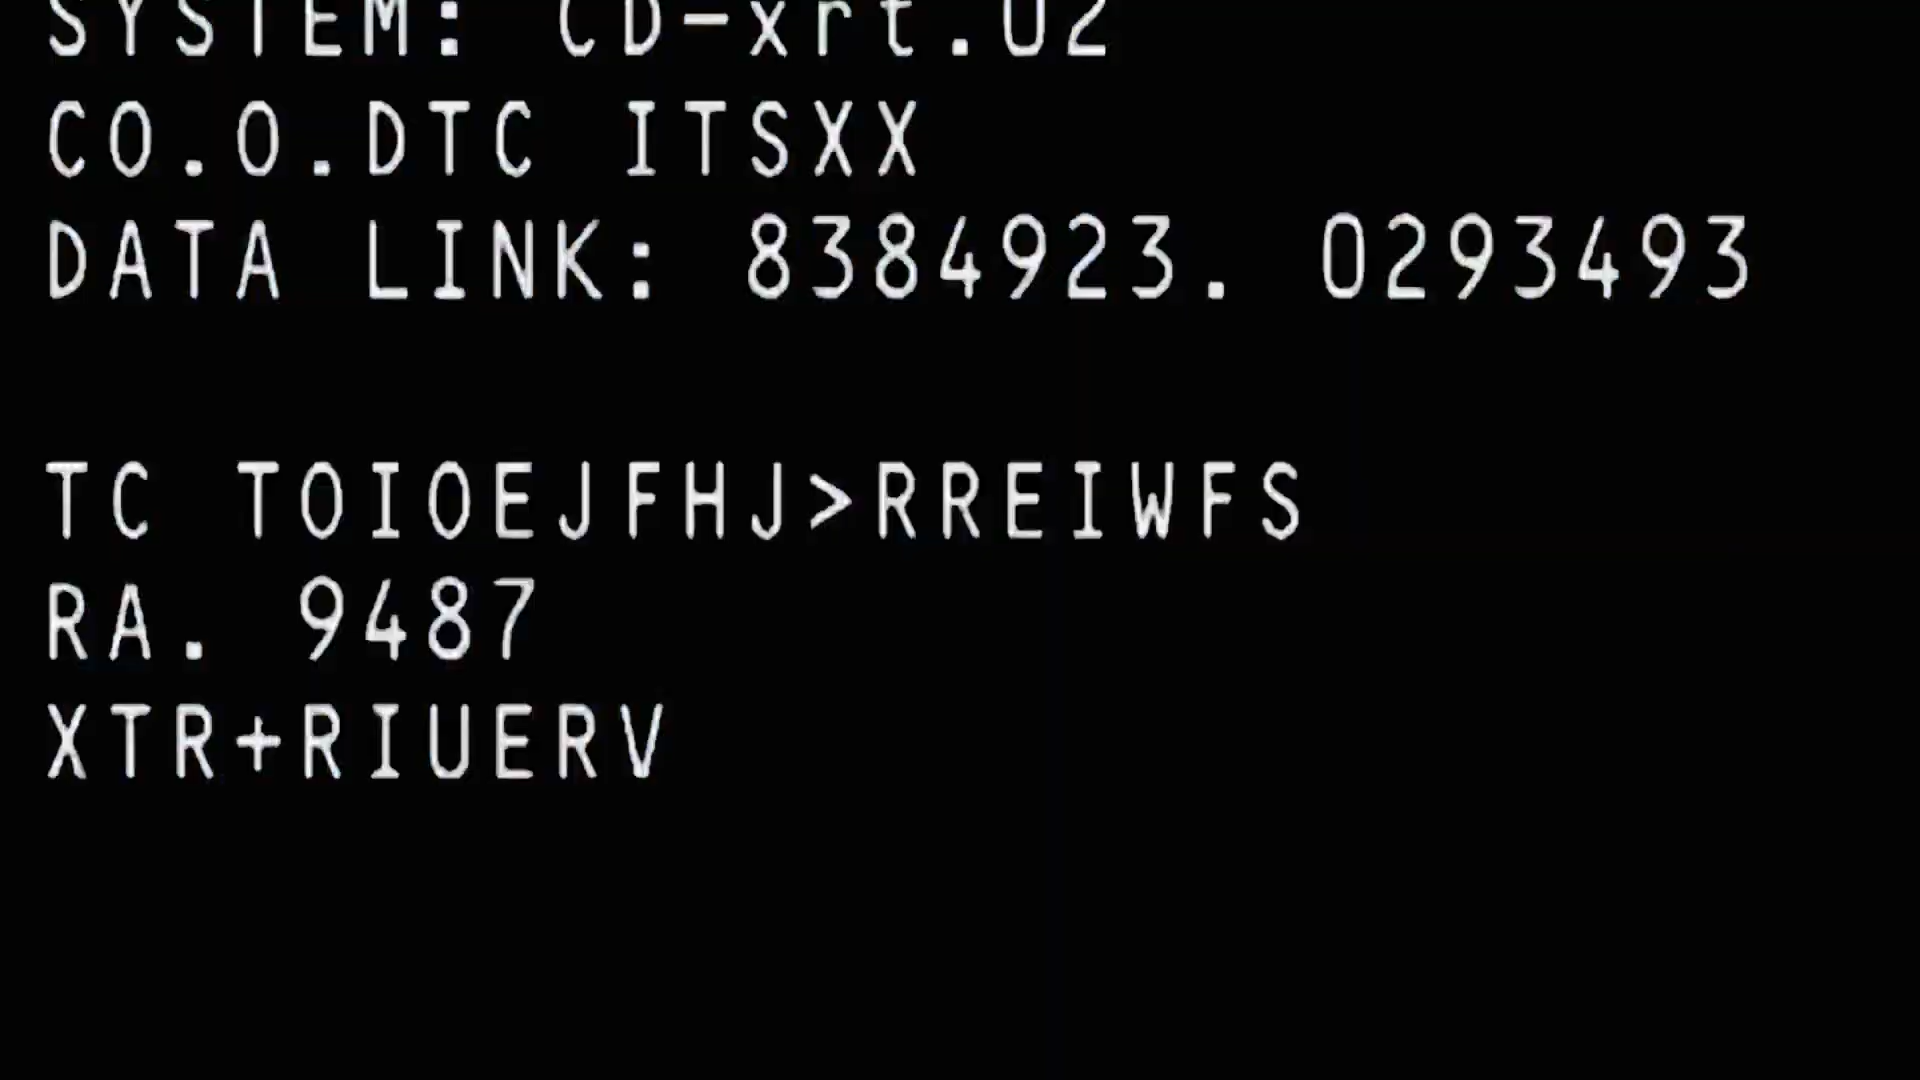 SYSTEM: CD-xrt.02
CO.O.DTC ITSXX
DATA LINK: 8384923. 0293493
TC TOIOEJFHJ>RREIWFS
RA. 9487
XTR+RIUERV